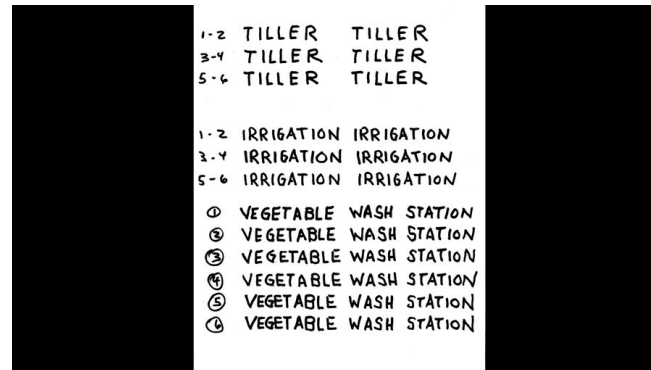 1-2 TILLER TILLER
3-4 TILLER TILLER
5-6 TILLER TILLER
1-2 IRRIGATION IRRIGATION
3-4 IRRIGATION IRRIGATION
5-6 IRRIGATION IRRIGATION
① VEGETABLE WASH STATION
② VEGETABLE WASH STATION
③ VEGETABLE WASH STATION
④ VEGETABLE WASH STATION
⑤ VEGETABLE WASH STATION
⑥ VEGETABLE WASH STATION